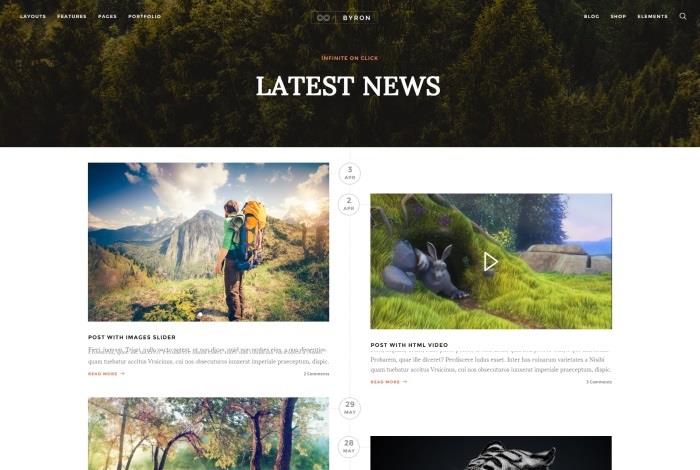 LAYOUTS FEATURES PAGES PORTFOLIO BYRON BLOG SHOP ELEMENTS
INFINITE ON CLICK
LATEST NEWS
3
APR
2
APR
POST WITH IMAGES SLIDER
quam tuebatur accitus Vrsicinus, cui nos obsecuturos iunxerat imperiale praeceptum, dispic.
READ MORE → 2 Comments
POST WITH HTML VIDEO
Probarem, quae ille diceret? Perdiscere ludus esset. Inter has ruinarum varietates a Nisibi
quam tuebatur accitus Vrsicinus, cui nos obsecuturos iunxerat imperiale praeceptum, dispic.
READ MORE → 3 Comments
29
MAY
28
MAY